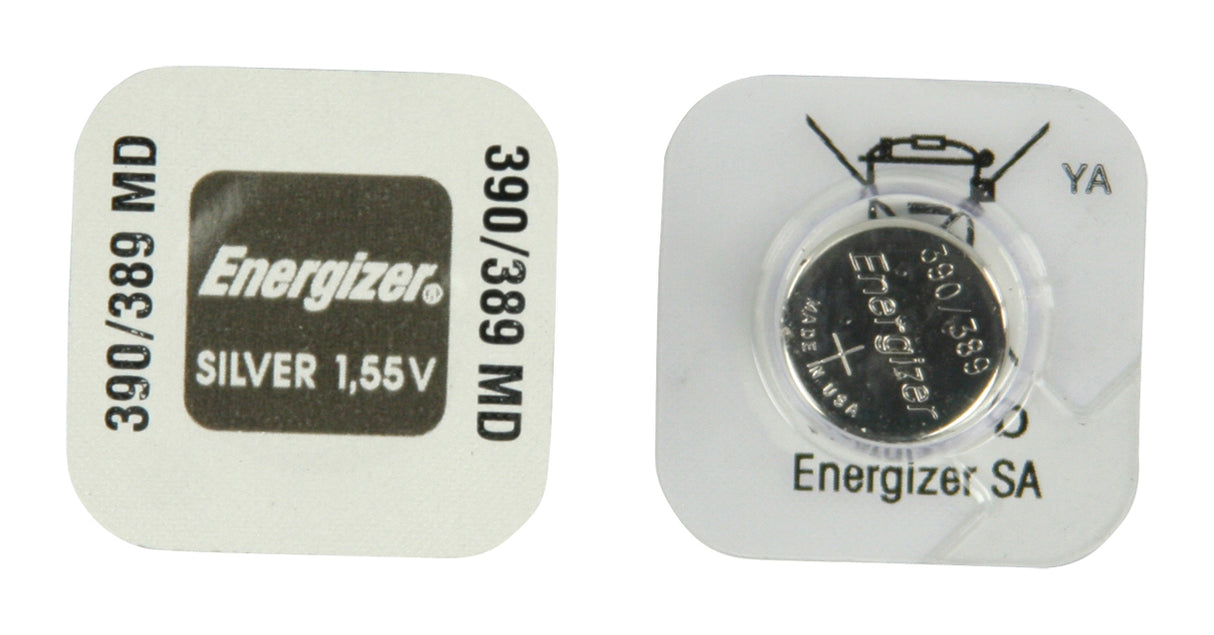 390/389 MD
Energizer®
SILVER 1,55V
390/389 MD
YA
390/389
Energizer
+
MADE IN USA
Energizer SA